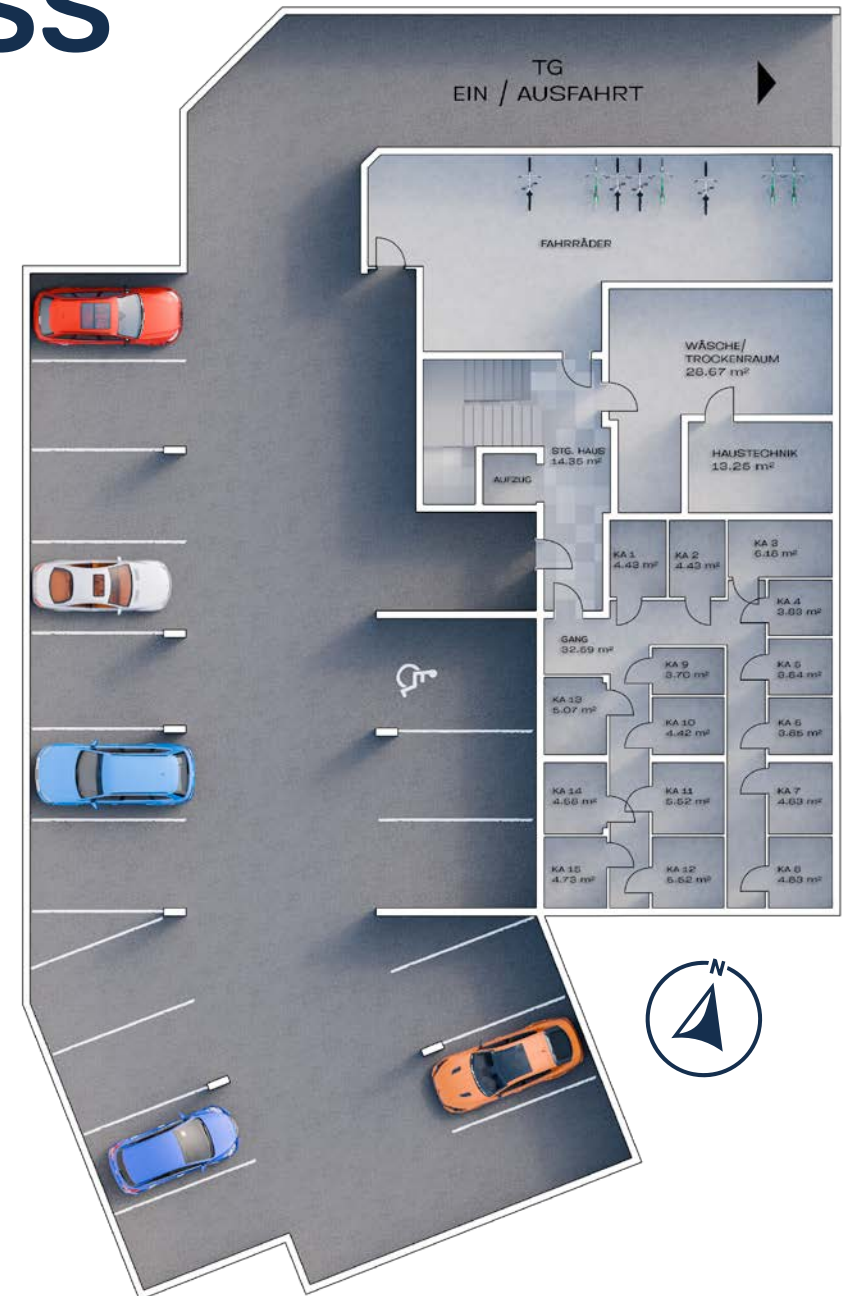 SS
TG
EIN / AUSFAHRT
FAHRRÄDER
WÄSCHE/
TROCKENRAUM
28.67 m²
STG. HAUS
14.35 m²
HAUSTECHNIK
13.25 m²
AUFZUG
KA 1
4.43 m²
KA 2
4.43 m²
KA 3
6.16 m²
KA 4
3.83 m²
GANG
32.69 m²
KA 9
3.70 m²
KA 5
3.84 m²
KA 13
5.07 m²
KA 10
4.42 m²
KA 6
3.85 m²
KA 14
4.68 m²
KA 11
5.52 m²
KA 7
4.83 m²
KA 15
4.73 m²
KA 12
5.52 m²
KA 8
4.83 m²
N